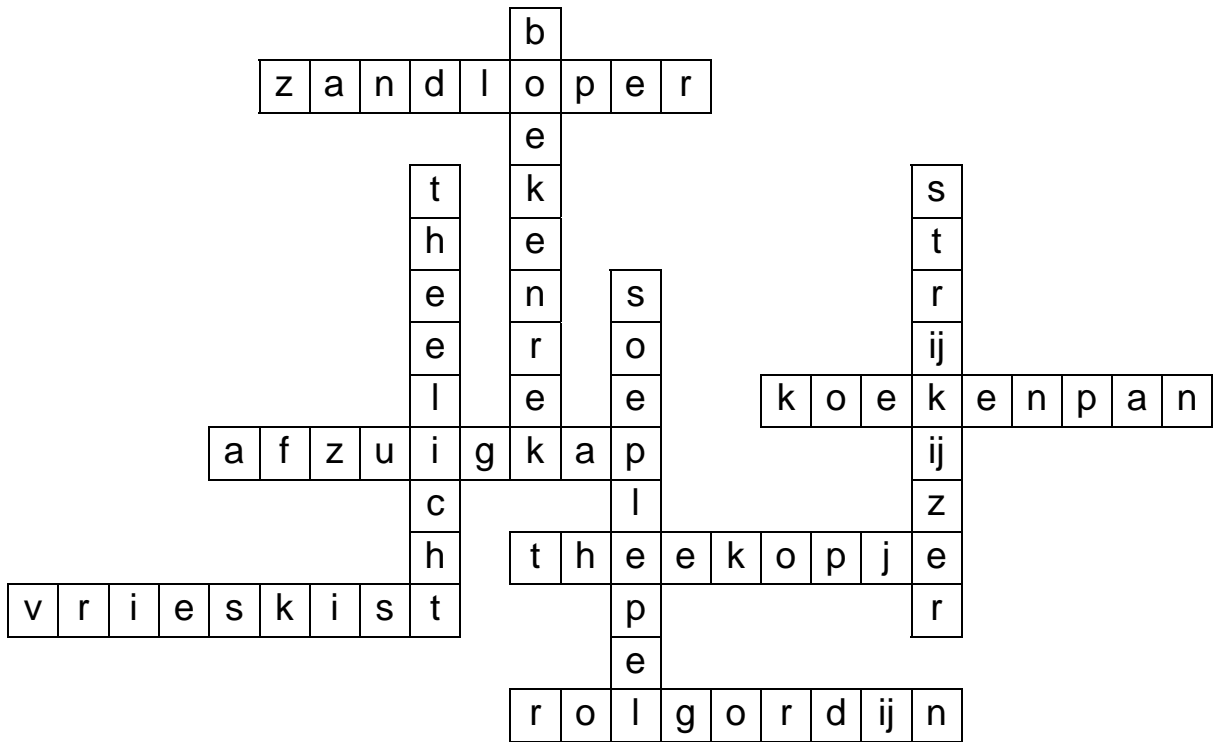 boekenrek
zandloper
theelicht
strijkijzer
soeplepel
koekenpan
afzuigkap
theekopje
vrieskist
rolgordijn